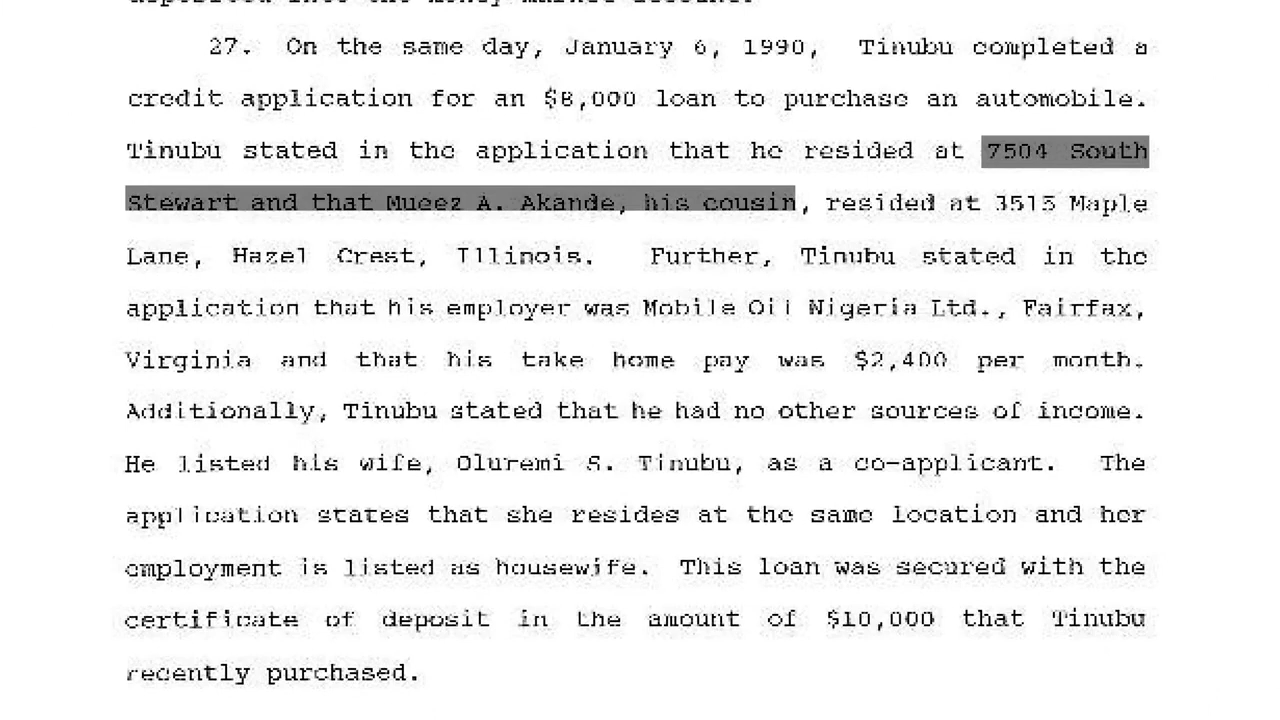 27. On the same day, January 6, 1990, Tinubu completed a
credit application for an $8,000 loan to purchase an automobile.
Tinubu stated in the application that he resided at 7504 South
Stewart and that Mueez A. Akande, his cousin, resided at 3515 Maple
Lane, Hazel Crest, Illinois. Further, Tinubu stated in the
application that his employer was Mobile Oil Nigeria Ltd., Fairfax,
Virginia and that his take home pay was $2,400 per month.
Additionally, Tinubu stated that he had no other sources of income.
He listed his wife, Oluremi S. Tinubu, as a co-applicant. The
application states that she resides at the same location and her
employment is listed as housewife. This loan was secured with the
certificate of deposit in the amount of $10,000 that Tinubu
recently purchased.